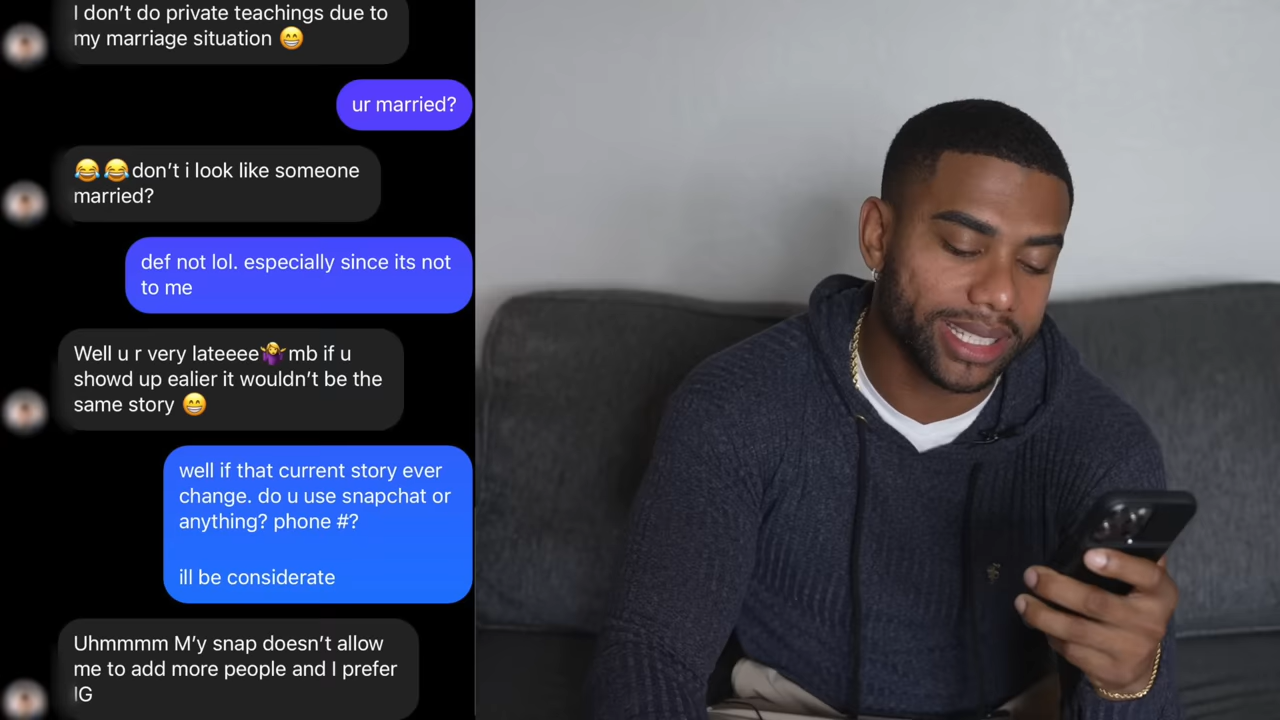 I don't do private teachings due to
my marriage situation 😁
ur married?
😂😂don't i look like someone
married?
def not lol. especially since its not
to me
Well u r very lateeee🤷‍♀️mb if u
showd up ealier it wouldn't be the
same story 😁
well if that current story ever
change. do u use snapchat or
anything? phone #?
ill be considerate
Uhmmmm M'y snap doesn't allow
me to add more people and I prefer
IG